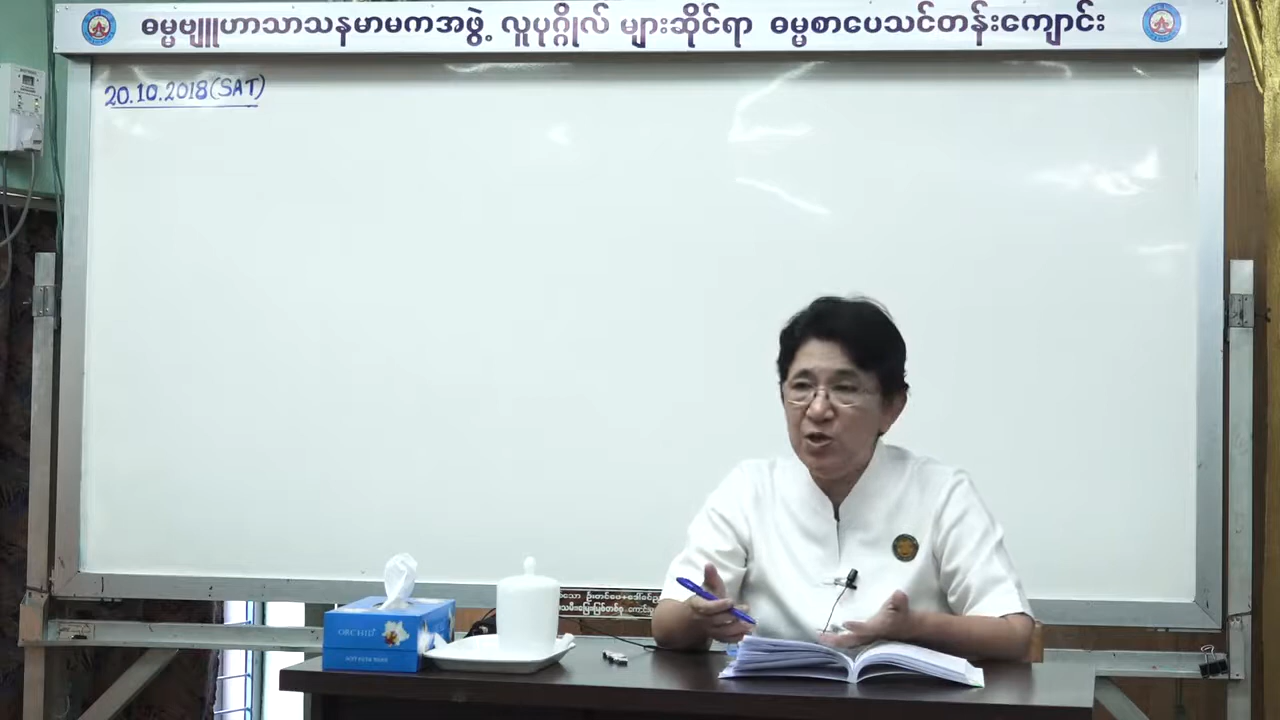 ဓမ္မဗျူဟာသာသနမာမကအဖွဲ့ လူပုဂ္ဂိုလ် များဆိုင်ရာ ဓမ္မစာပေသင်တန်းကျောင်း
20.10.2018(SAT)
ORCHID